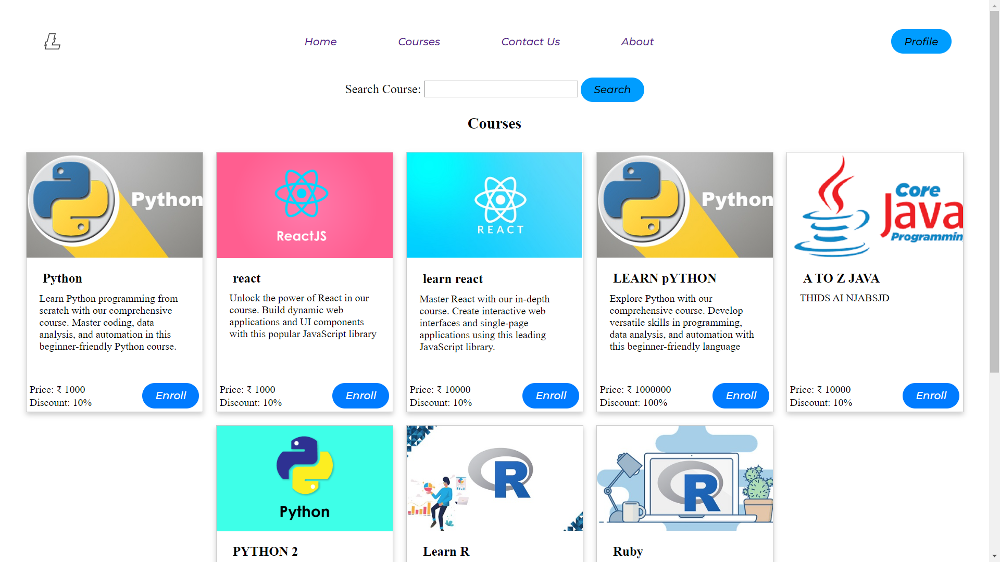 Ł
Home Courses Contact Us About Profile
Search Course: Search
Courses
Python
Python
Learn Python programming from
scratch with our comprehensive
course. Master coding, data
analysis, and automation in this
beginner-friendly Python course.
Price: ₹ 1000
Discount: 10%
Enroll
ReactJS
react
Unlock the power of React in our
course. Build dynamic web
applications and UI components
with this popular JavaScript library
Price: ₹ 1000
Discount: 10%
Enroll
REACT
learn react
Master React with our in-depth
course. Create interactive web
interfaces and single-page
applications using this leading
JavaScript library.
Price: ₹ 10000
Discount: 10%
Enroll
Python
LEARN pYTHON
Explore Python with our
comprehensive course. Develop
versatile skills in programming,
data analysis, and automation with
this beginner-friendly language
Price: ₹ 1000000
Discount: 100%
Enroll
Core
Java
Programmin
A TO Z JAVA
THIDS AI NJABSJD
Price: ₹ 10000
Discount: 10%
Enroll
Python
PYTHON 2
R
Learn R
R
Ruby